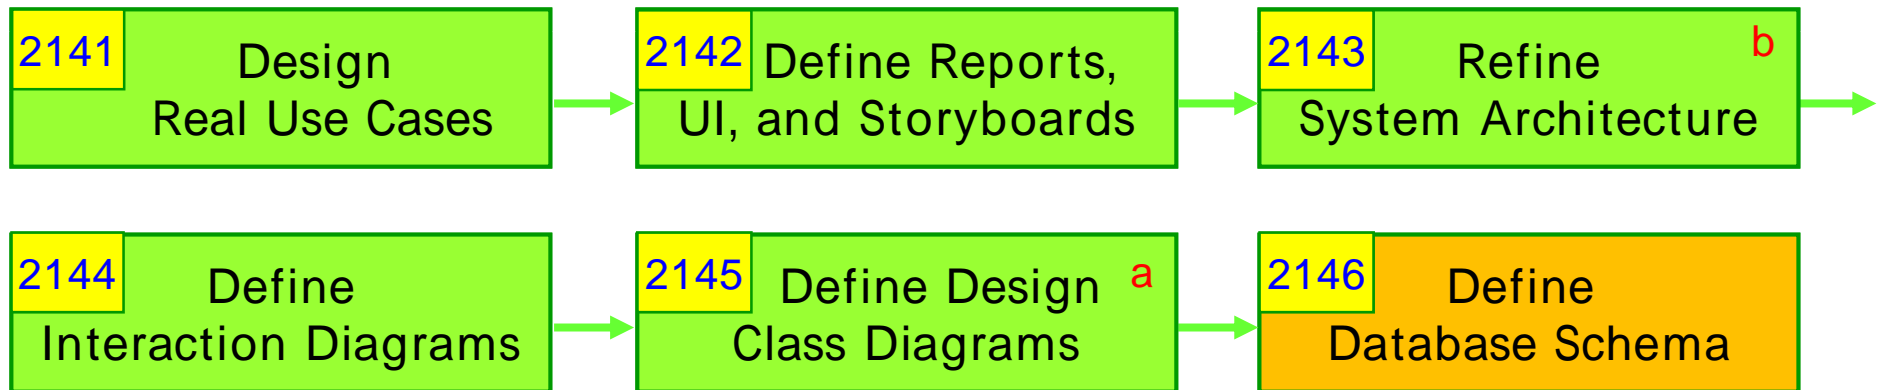 2141
Design
Real Use Cases
2142
Define Reports,
UI, and Storyboards
2143
Refine
b
System Architecture
2144
Define
Interaction Diagrams
2145
Define Design
a
Class Diagrams
2146
Define
Database Schema